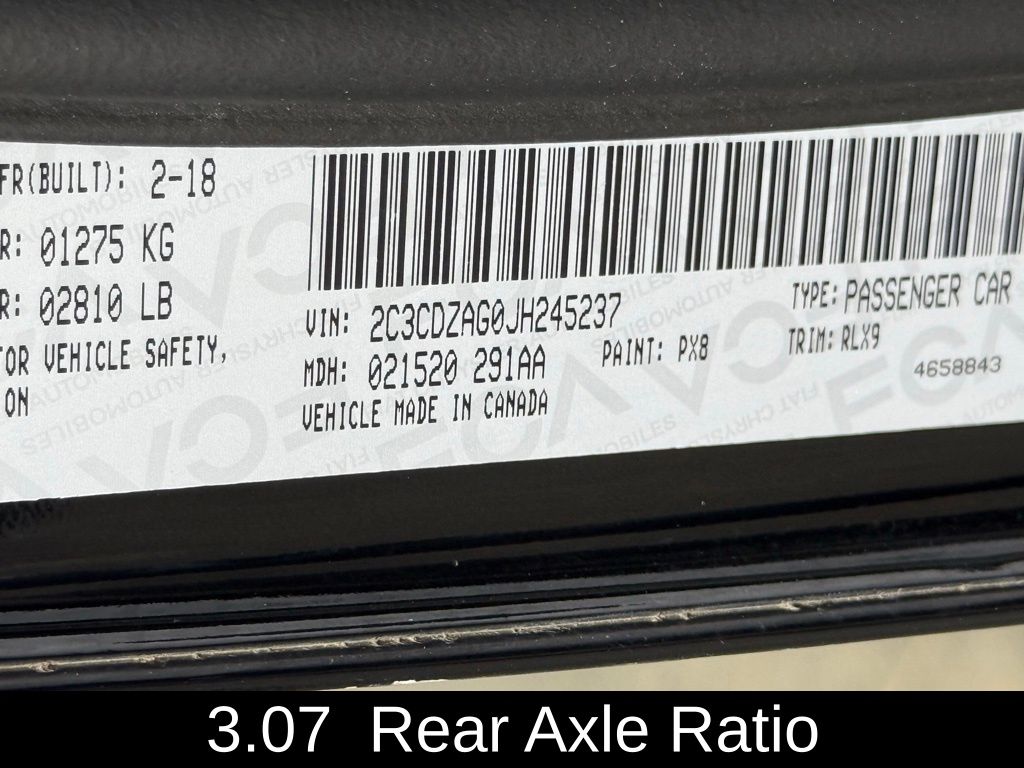 FR(BUILT): 2-18
R: 01275 KG
R: 02810 LB
TOR VEHICLE SAFETY,
ON
VIN: 2C3CDZAG0JH245237
TYPE: PASSENGER CAR
MDH: 021520 291AA
PAINT: PX8
TRIM: RLX9
VEHICLE MADE IN CANADA
4658843
3.07 Rear Axle Ratio